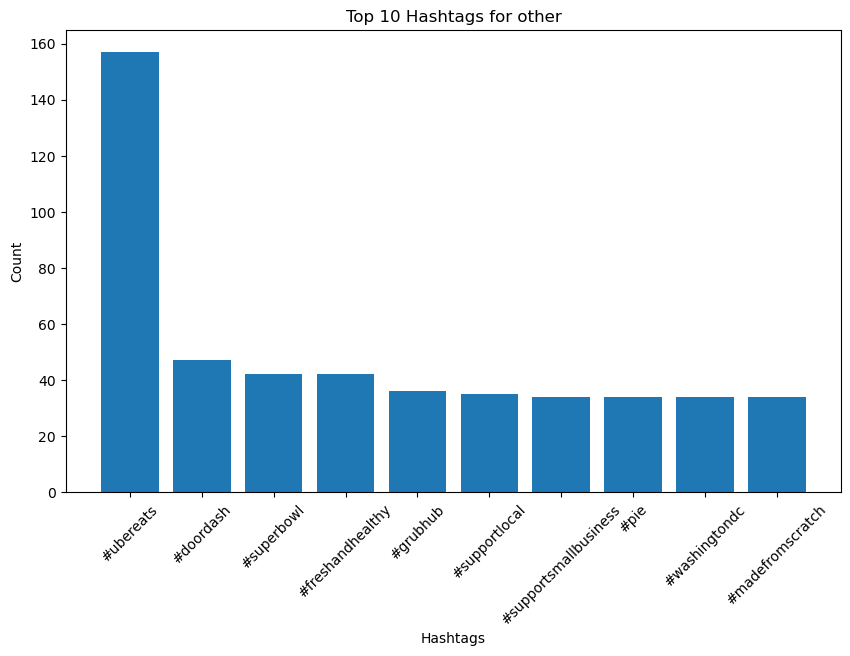 Top 10 Hashtags for other
Count
160
140
120
100
80
60
40
20
0
#ubereats
#doordash
#superbowl
#freshandhealthy
#grubhub
#supportlocal
#supportsmallbusiness
#pie
#washingtondc
#madefromscratch
Hashtags